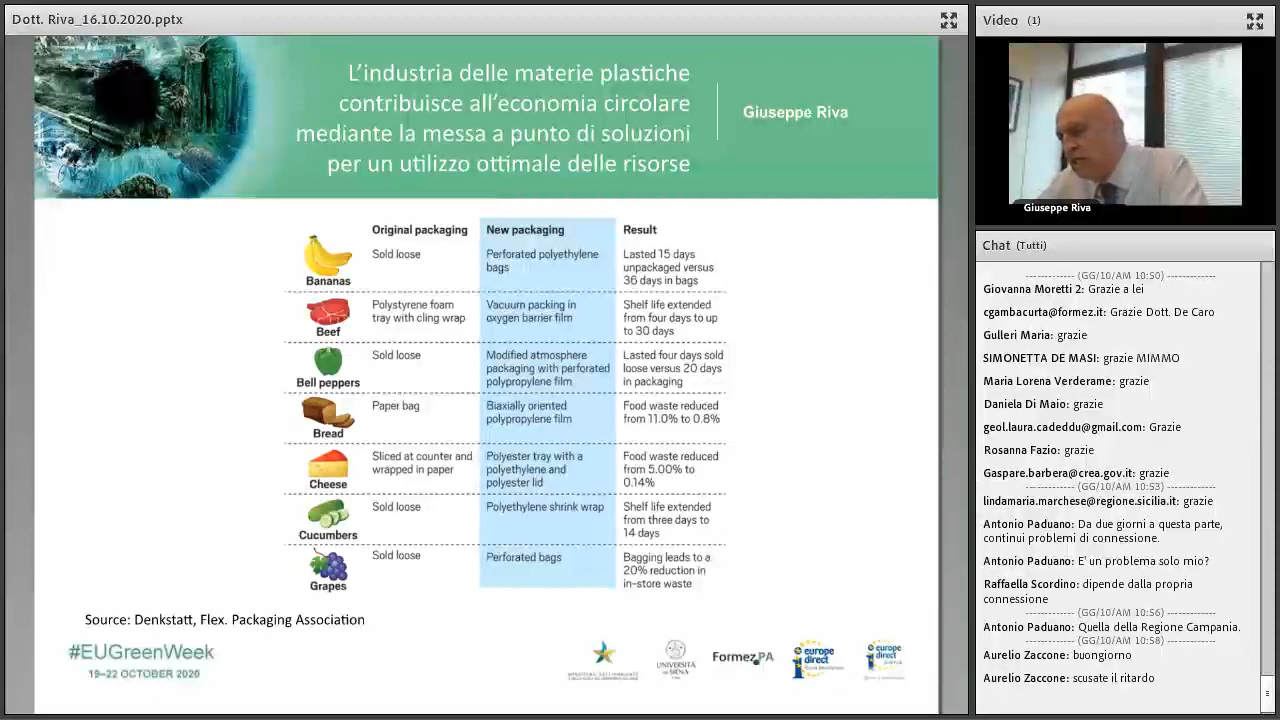 Dott. Riva_16.10.2020.pptx
L'industria delle materie plastiche
contribuisce all'economia circolare
mediante la messa a punto di soluzioni
per un utilizzo ottimale delle risorse
Giuseppe Riva
Original packaging
New packaging
Result
Bananas
Sold loose
Perforated polyethylene
bags
Lasted 15 days
unpackaged versus
36 days in bags
Beef
Polystyrene foam
tray with cling wrap
Vacuum packing in
oxygen barrier film
Shelf life extended
from four days to up
to 30 days
Bell peppers
Sold loose
Modified atmosphere
packaging with perforated
polypropylene film
Lasted four days sold
loose versus 20 days
in packaging
Bread
Paper bag
Biaxially oriented
polypropylene film
Food waste reduced
from 11.0% to 0.8%
Cheese
Sliced at counter and
wrapped in paper
Polyester tray with a
polyethylene and
polyester lid
Food waste reduced
from 5.00% to
0.14%
Cucumbers
Sold loose
Polyethylene shrink wrap
Shelf life extended
from three days to
14 days
Grapes
Sold loose
Perforated bags
Bagging leads to a
20% reduction in
in-store waste
Source: Denkstatt, Flex. Packaging Association
#EUGreenWeek
19–22 OCTOBER 2020
UNIVERSITÀ
DI SIENA
FormezPA
europe
direct
europe
direct
Video (1)
Giuseppe Riva
Chat (Tutti)
------------- (GG/10/AM 10:50) -------------
Giovanna Moretti 2: Grazie a lei
cgambacurta@formez.it: Grazie Dott. De Caro
Gulleri Maria: grazie
SIMONETTA DE MASI: grazie MIMMO
Maria Lorena Verderame: grazie
Daniela Di Maio: grazie
geol.lauracadeddu@gmail.com: Grazie
Rosanna Fazio: grazie
Gaspare.barbera@crea.gov.it: grazie
------------- (GG/10/AM 10:53) -------------
lindamaria.marchese@regione.sicilia.it: grazie
Antonio Paduano: Da due giorni a questa parte,
continui problemi di connessione.
Antonio Paduano: E' un problema solo mio?
Raffaella Scordino: dipende dalla propria
connessione
------------- (GG/10/AM 10:56) -------------
Antonio Paduano: Quella della Regione Campania.
------------- (GG/10/AM 10:58) -------------
Aurelio Zaccone: buongiorno
Aurelio Zaccone: scusate il ritardo